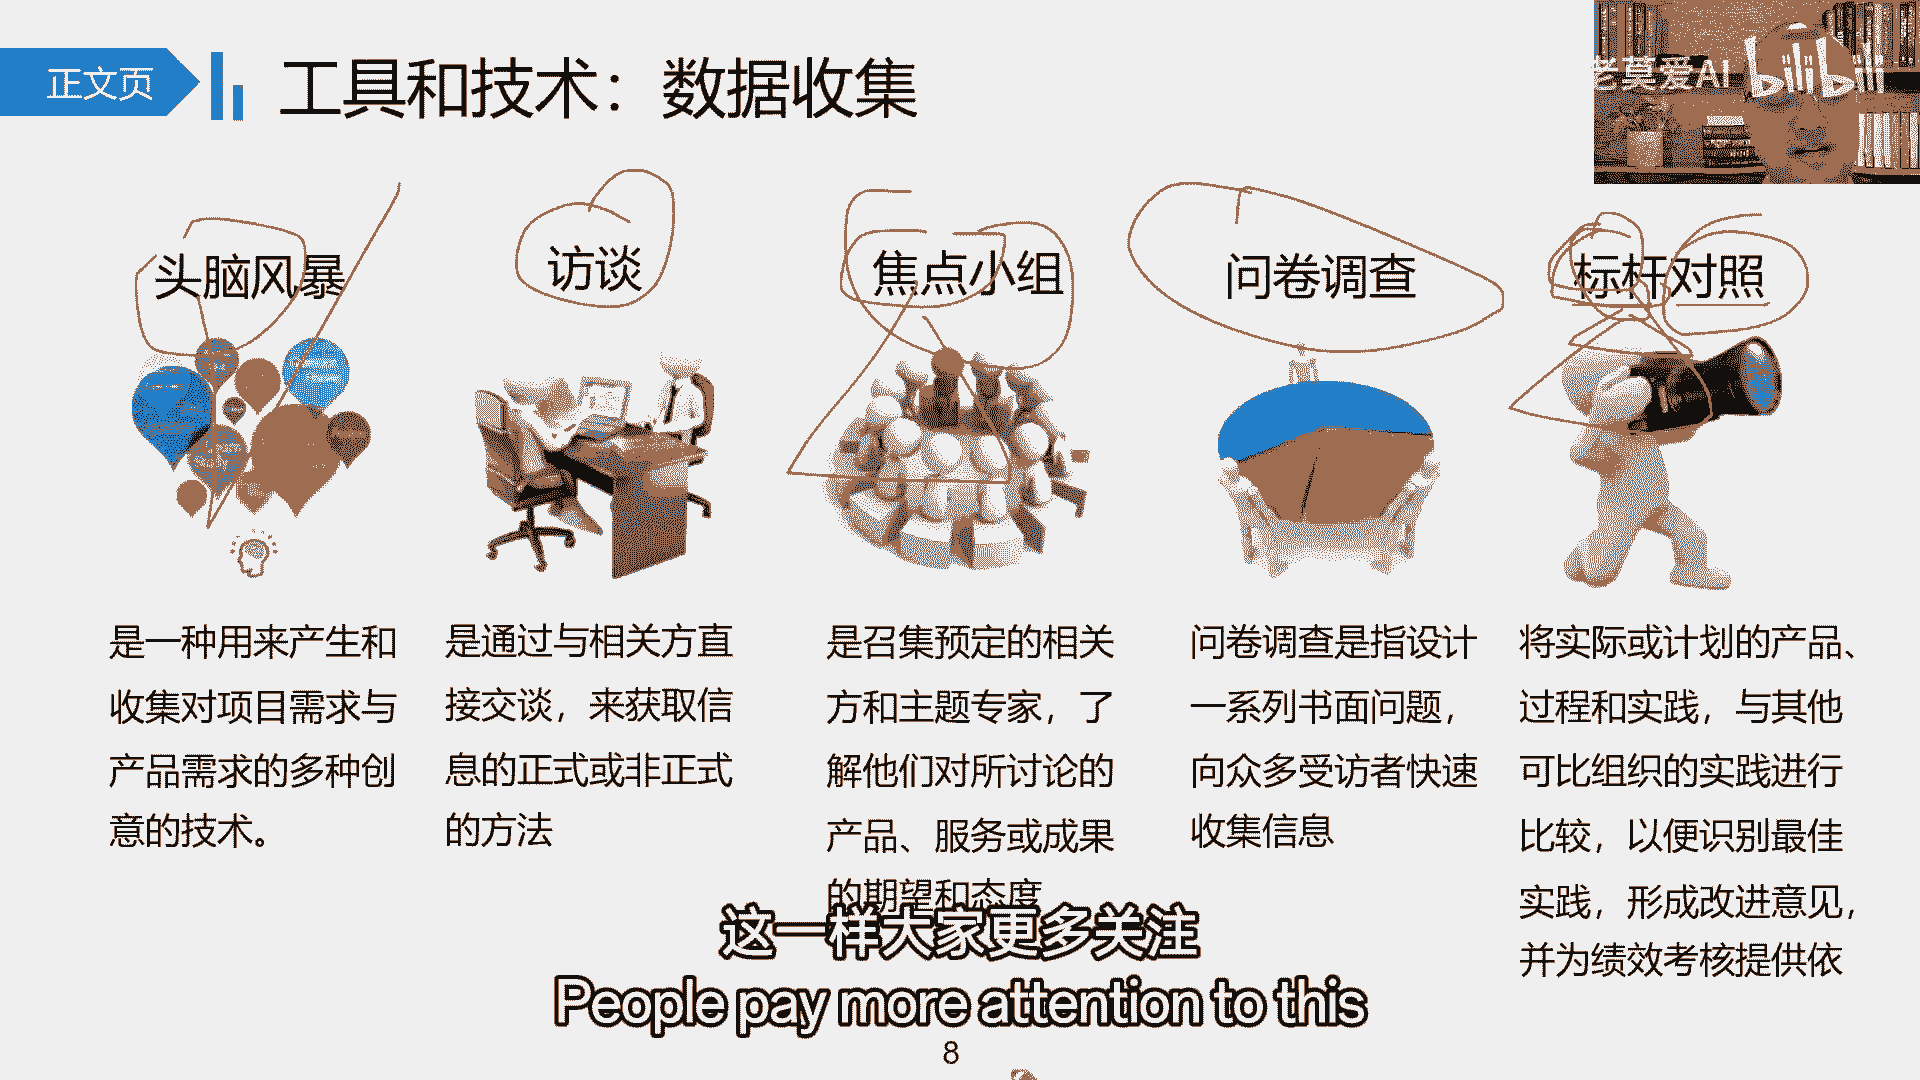 正文页
工具和技术：数据收集
老莫爱AI
bilibili
头脑风暴
访谈
焦点小组
问卷调查
标杆对照
是一种用来产生和
收集对项目需求与
产品需求的多种创
意的技术。
是通过与相关方直
接交谈，来获取信
息的正式或非正式
的方法
是召集预定的相关
方和主题专家，了
解他们对所讨论的
产品、服务或成果
的期望和态度
问卷调查是指设计
一系列书面问题，
向众多受访者快速
收集信息
将实际或计划的产品、
过程和实践，与其他
可比组织的实践进行
比较，以便识别最佳
实践，形成改进意见，
并为绩效考核提供依
这一样大家更多关注
People pay more attention to this
8